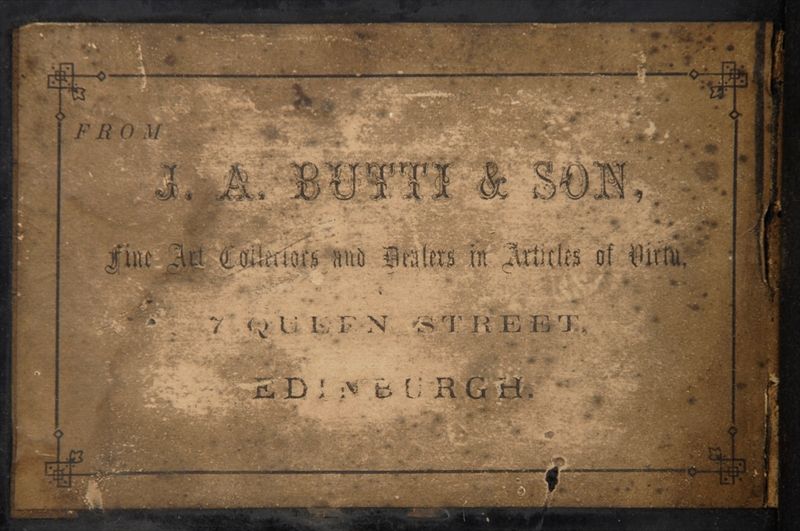 FROM
J. A. BUTTI & SON,
Fine Art Collectors and Dealers in Articles of Virtu,
7 QUEEN STREET,
EDINBURGH.